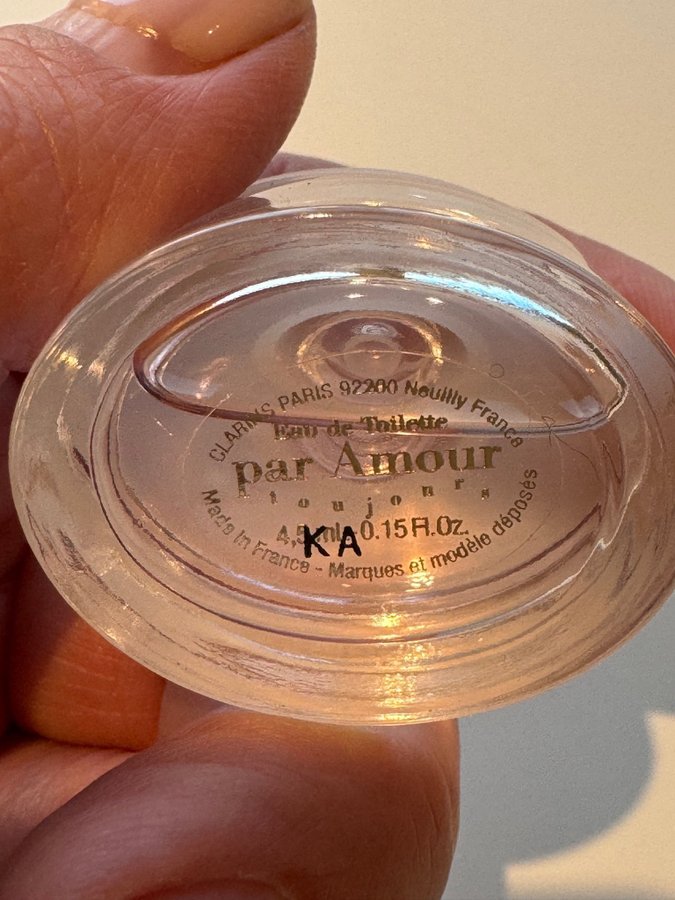 CLARINS PARIS 92200 Neuilly France
Eau de Toilette
par Amour
toujours
4,5 ml 0.15 Fl.Oz.
KA
Made in France - Marques et modèle déposés